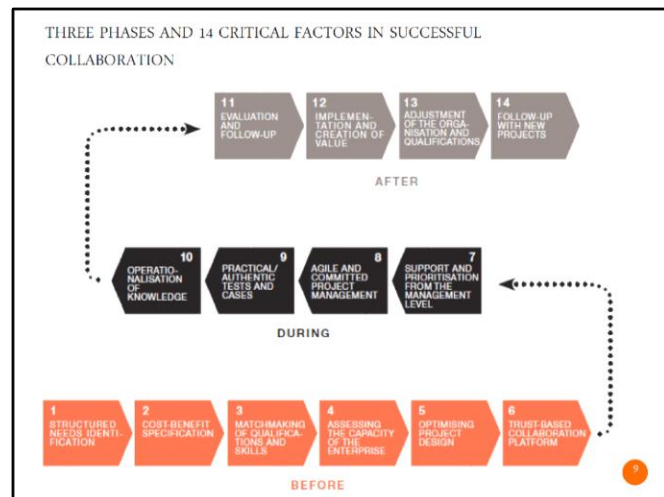 THREE PHASES AND 14 CRITICAL FACTORS IN SUCCESSFUL
COLLABORATION
11
EVALUATION
AND
FOLLOW-UP
12
IMPLEMEN-
TATION AND
CREATION OF
VALUE
13
ADJUSTMENT
OF THE ORGA-
NISATION AND
QUALIFICATIONS
14
FOLLOW-UP
WITH NEW
PROJECTS
AFTER
10
OPERATIO-
NALISATION
OF
KNOWLEDGE
9
PRACTICAL/
AUTHENTIC
TESTS AND
CASES
8
AGILE AND
COMMITTED
PROJECT
MANAGEMENT
7
SUPPORT AND
PRIORITISATION
FROM THE
MANAGEMENT
LEVEL
DURING
1
STRUCTURED
NEEDS IDENTI-
FICATION
2
COST-BENEFIT
SPECIFICATION
3
MATCHMAKING
OF QUALIFICA-
TIONS AND
SKILLS
4
ASSESSING
THE CAPACITY
OF THE
ENTERPRISE
5
OPTIMISING
PROJECT
DESIGN
6
TRUST-BASED
COLLABORATION
PLATFORM
BEFORE
9